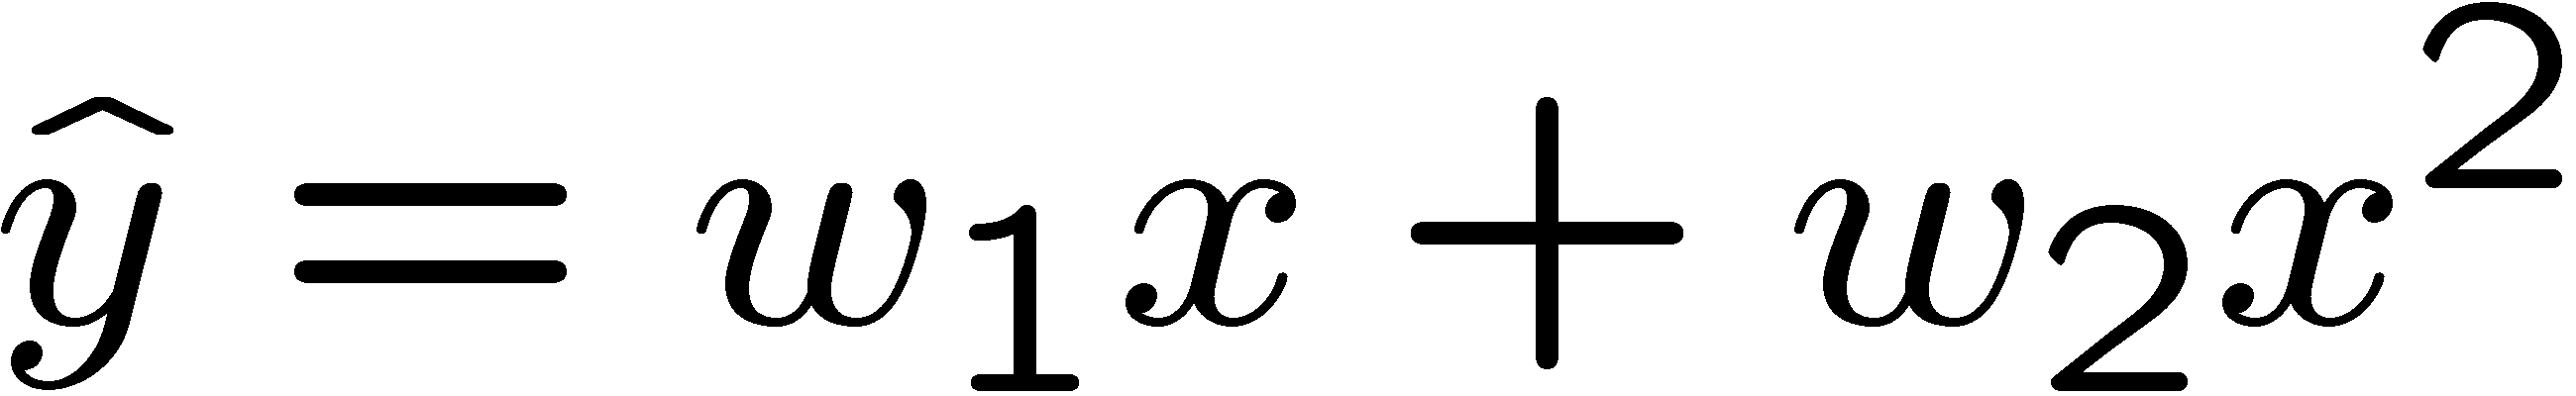 ŷ = w₁x + w₂x²